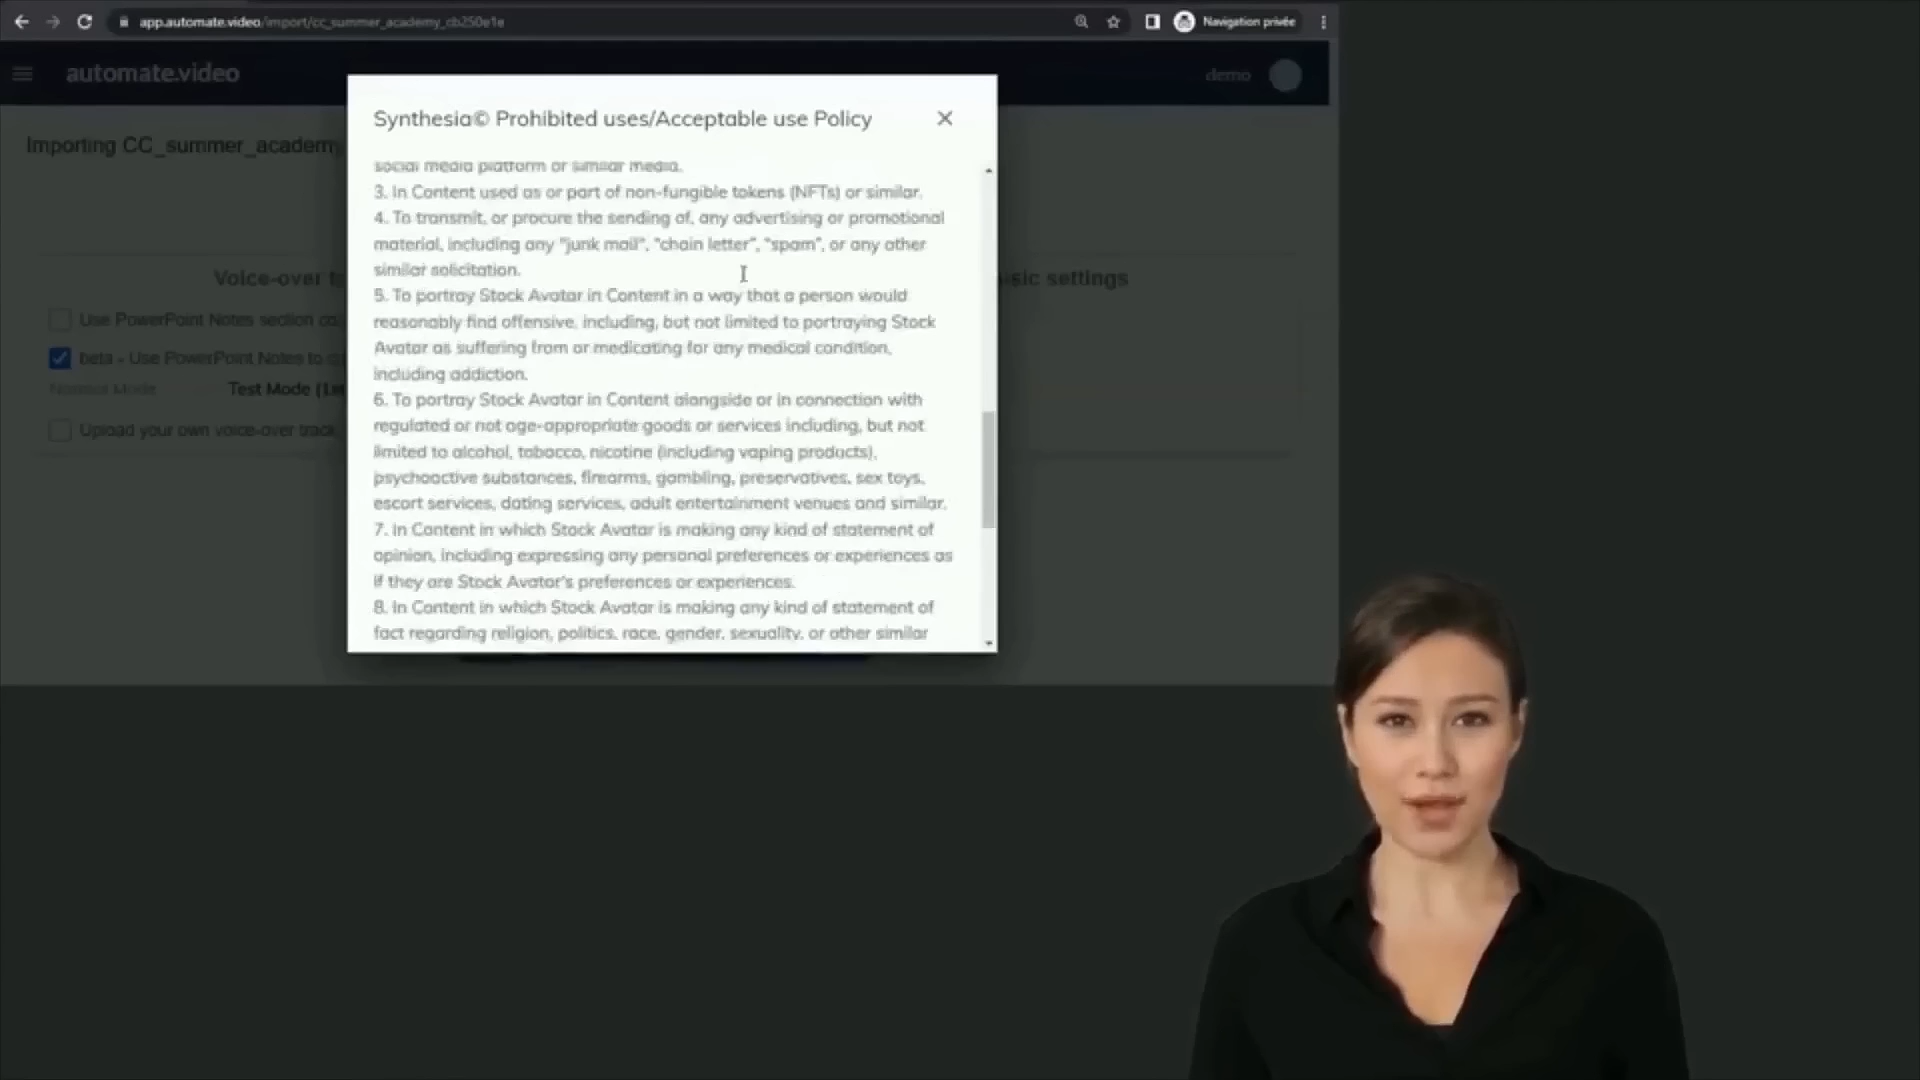 app.automate.video/import/cc_summer_academy_cb250e1e
Navigation privée
automate.video
demo
Importing CC_summer_academy
Synthesia© Prohibited uses/Acceptable use Policy
social media platform or similar media.
3. In Content used as or part of non-fungible tokens (NFTs) or similar.
4. To transmit, or procure the sending of, any advertising or promotional
material, including any "junk mail", "chain letter", "spam", or any other
similar solicitation.
5. To portray Stock Avatar in Content in a way that a person would
reasonably find offensive, including, but not limited to portraying Stock
Avatar as suffering from or medicating for any medical condition,
including addiction.
6. To portray Stock Avatar in Content alongside or in connection with
regulated or not age-appropriate goods or services including, but not
limited to alcohol, tobacco, nicotine (including vaping products),
psychoactive substances, firearms, gambling, preservatives, sex toys,
escort services, dating services, adult entertainment venues and similar.
7. In Content in which Stock Avatar is making any kind of statement of
opinion, including expressing any personal preferences or experiences as
if they are Stock Avatar's preferences or experiences.
8. In Content in which Stock Avatar is making any kind of statement of
fact regarding religion, politics, race, gender, sexuality, or other similar
Voice-over
settings
Use PowerPoint Notes section
beta - Use PowerPoint Notes to
Normal Mode
Test Mode
Upload your own voice-over track